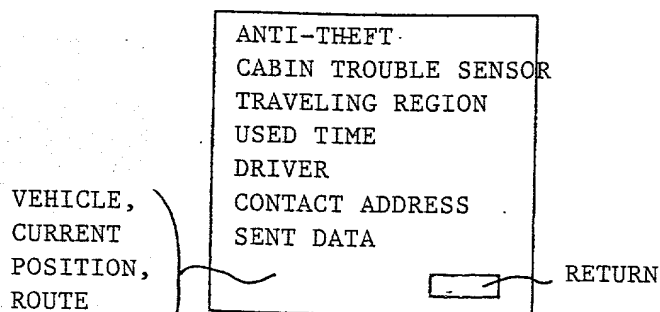 ANTI-THEFT
CABIN TROUBLE SENSOR
TRAVELING REGION
USED TIME
DRIVER
CONTACT ADDRESS
SENT DATA
VEHICLE,
CURRENT
POSITION,
ROUTE
RETURN